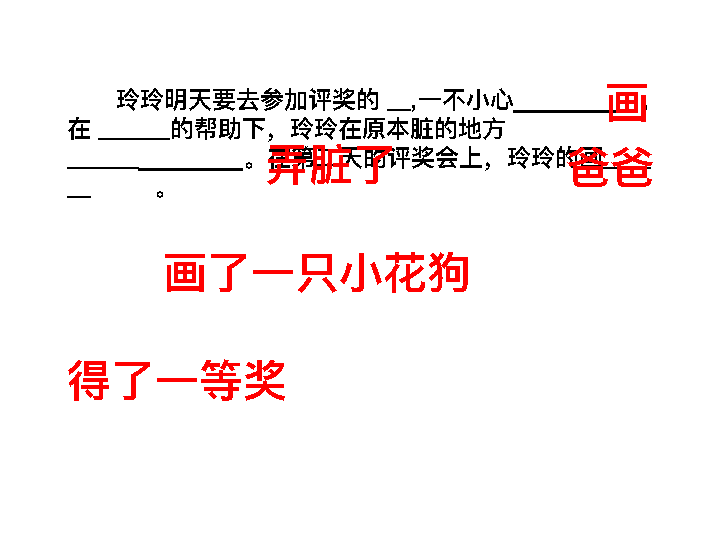 玲玲明天要去参加评奖的 __,一不小心___________,
在 ______的帮助下，玲玲在原本脏的地方
_______________。在第二天的评奖会上，玲玲的画____
__ 。
画
弄脏了
爸爸
画了一只小花狗
得了一等奖